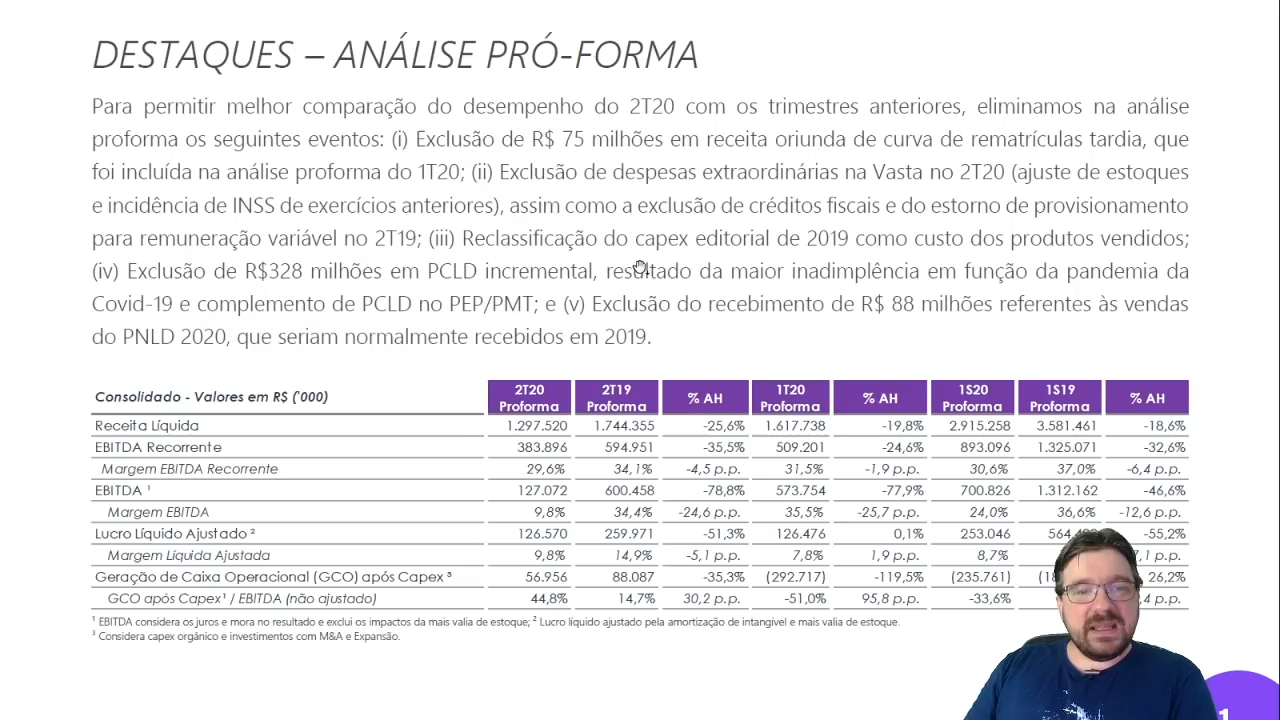 DESTAQUES – ANÁLISE PRÓ-FORMA
Para permitir melhor comparação do desempenho do 2T20 com os trimestres anteriores, eliminamos na análise
proforma os seguintes eventos: (i) Exclusão de R$ 75 milhões em receita oriunda de curva de rematrículas tardia, que
foi incluída na análise proforma do 1T20; (ii) Exclusão de despesas extraordinárias na Vasta no 2T20 (ajuste de estoques
e incidência de INSS de exercícios anteriores), assim como a exclusão de créditos fiscais e do estorno de provisionamento
para remuneração variável no 2T19; (iii) Reclassificação do capex editorial de 2019 como custo dos produtos vendidos;
(iv) Exclusão de R$328 milhões em PCLD incremental, resultado da maior inadimplência em função da pandemia da
Covid-19 e complemento de PCLD no PEP/PMT; e (v) Exclusão do recebimento de R$ 88 milhões referentes às vendas
do PNLD 2020, que seriam normalmente recebidos em 2019.
Consolidado - Valores em R$ ('000) 2T20 Proforma 2T19 Proforma % AH 1T20 Proforma % AH 1S20 Proforma 1S19 Proforma % AH
Receita Líquida 1.297.520 1.744.355 -25,6% 1.617.738 -19,8% 2.915.258 3.581.461 -18,6%
EBITDA Recorrente 383.896 594.951 -35,5% 509.201 -24,6% 893.096 1.325.071 -32,6%
Margem EBITDA Recorrente 29,6% 34,1% -4,5 p.p. 31,5% -1,9 p.p. 30,6% 37,0% -6,4 p.p.
EBITDA ¹ 127.072 600.458 -78,8% 573.754 -77,9% 700.826 1.312.162 -46,6%
Margem EBITDA 9,8% 34,4% -24,6 p.p. 35,5% -25,7 p.p. 24,0% 36,6% -12,6 p.p.
Lucro Líquido Ajustado ² 126.570 259.971 -51,3% 126.476 0,1% 253.046 -55,2%
Margem Líquida Ajustada 9,8% 14,9% -5,1 p.p. 7,8% 1,9 p.p. 8,7% p.p.
Geração de Caixa Operacional (GCO) após Capex ³ 56.956 88.087 -35,3% (292.717) -119,5% (235.761) 26,2%
GCO após Capex¹ / EBITDA (não ajustado) 44,8% 14,7% 30,2 p.p. -51,0% 95,8 p.p. -33,6% p.p.
¹ EBITDA considera os juros e mora no resultado e exclui os impactos da mais valia de estoque; ² Lucro líquido ajustado pela amortização de intangível e mais valia de estoque.
³ Considera capex orgânico e investimentos com M&A e Expansão.